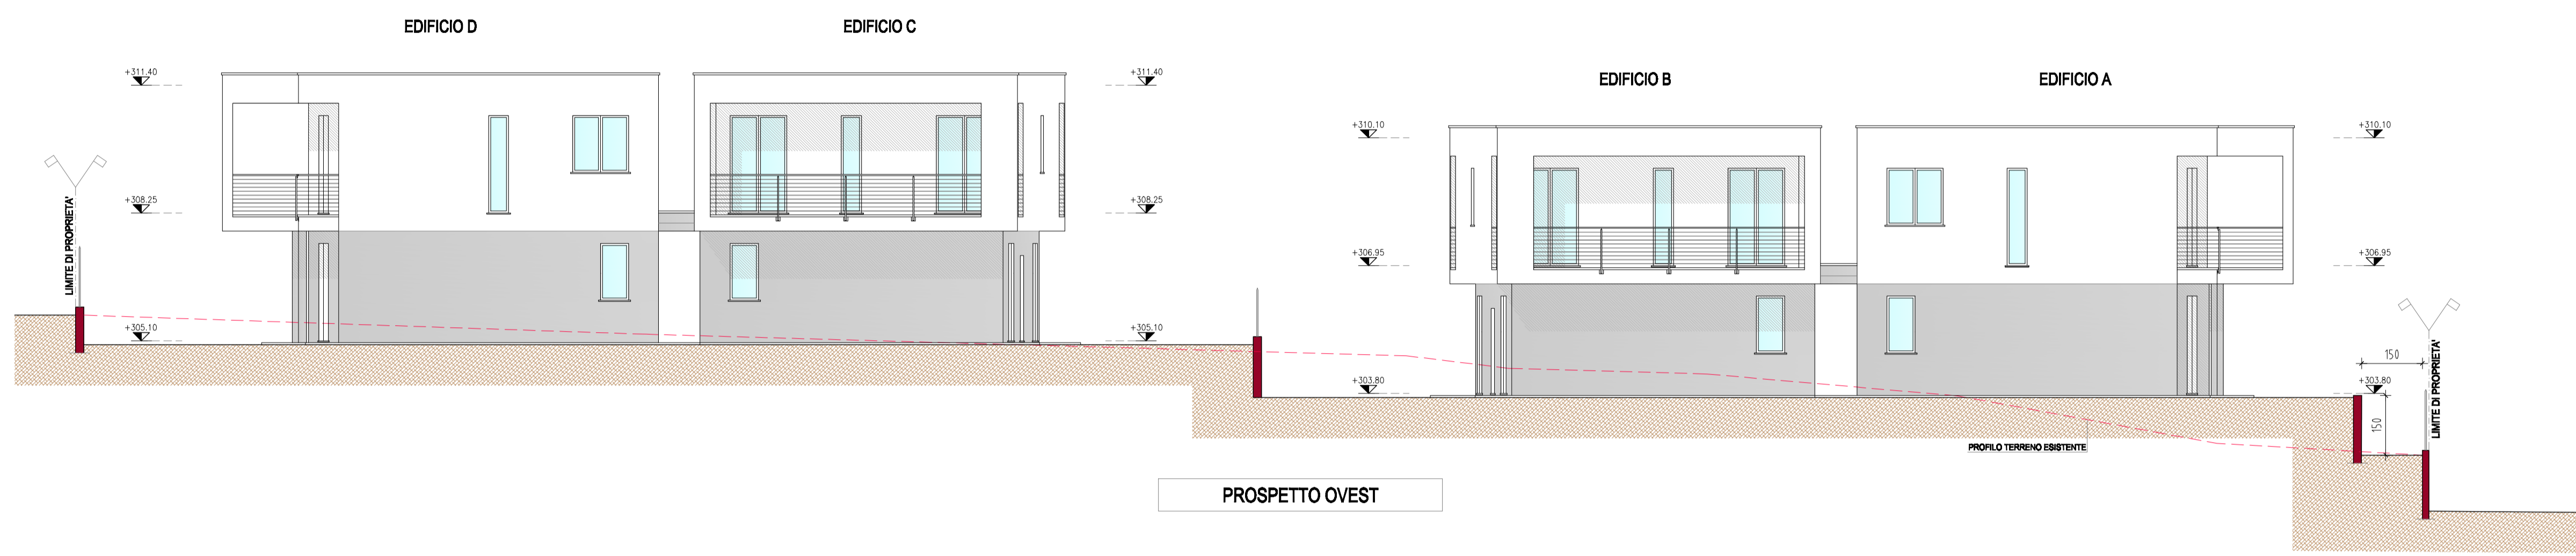 EDIFICIO D
EDIFICIO C
EDIFICIO B
EDIFICIO A
+311.40
+311.40
+310.10
+310.10
+308.25
+308.25
+306.95
+306.95
+305.10
+305.10
+303.80
+303.80
LIMITE DI PROPRIETA'
LIMITE DI PROPRIETA'
150
150
PROFILO TERRENO ESISTENTE
PROSPETTO OVEST